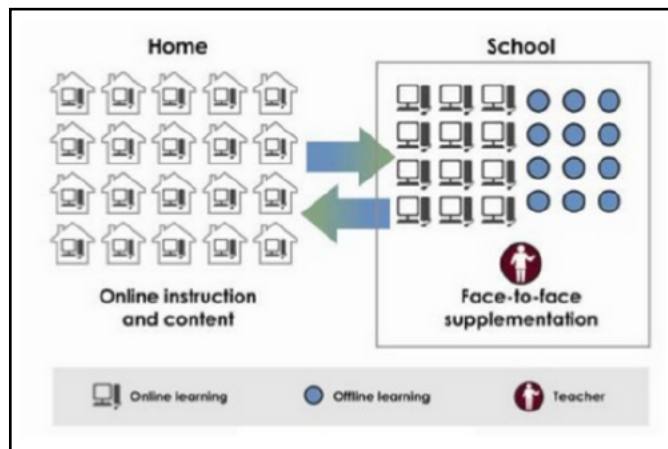 Home
School
Online instruction
and content
Face-to-face
supplementation
Online learning
Offline learning
Teacher